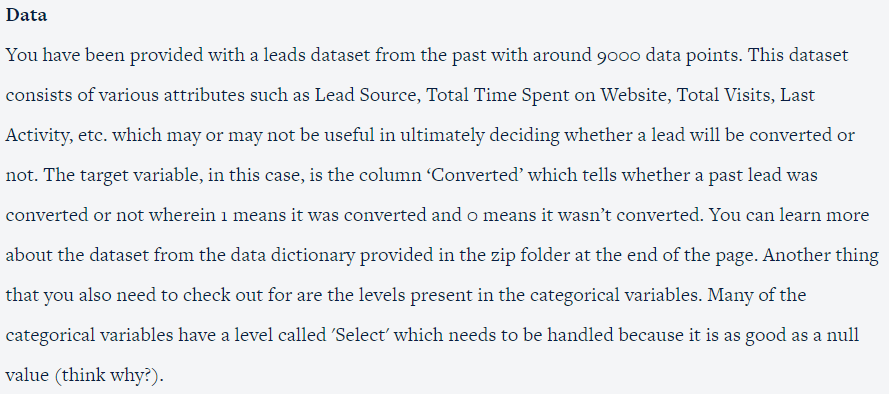 Data
You have been provided with a leads dataset from the past with around 9000 data points. This dataset
consists of various attributes such as Lead Source, Total Time Spent on Website, Total Visits, Last
Activity, etc. which may or may not be useful in ultimately deciding whether a lead will be converted or
not. The target variable, in this case, is the column ‘Converted’ which tells whether a past lead was
converted or not wherein 1 means it was converted and 0 means it wasn’t converted. You can learn more
about the dataset from the data dictionary provided in the zip folder at the end of the page. Another thing
that you also need to check out for are the levels present in the categorical variables. Many of the
categorical variables have a level called 'Select' which needs to be handled because it is as good as a null
value (think why?).